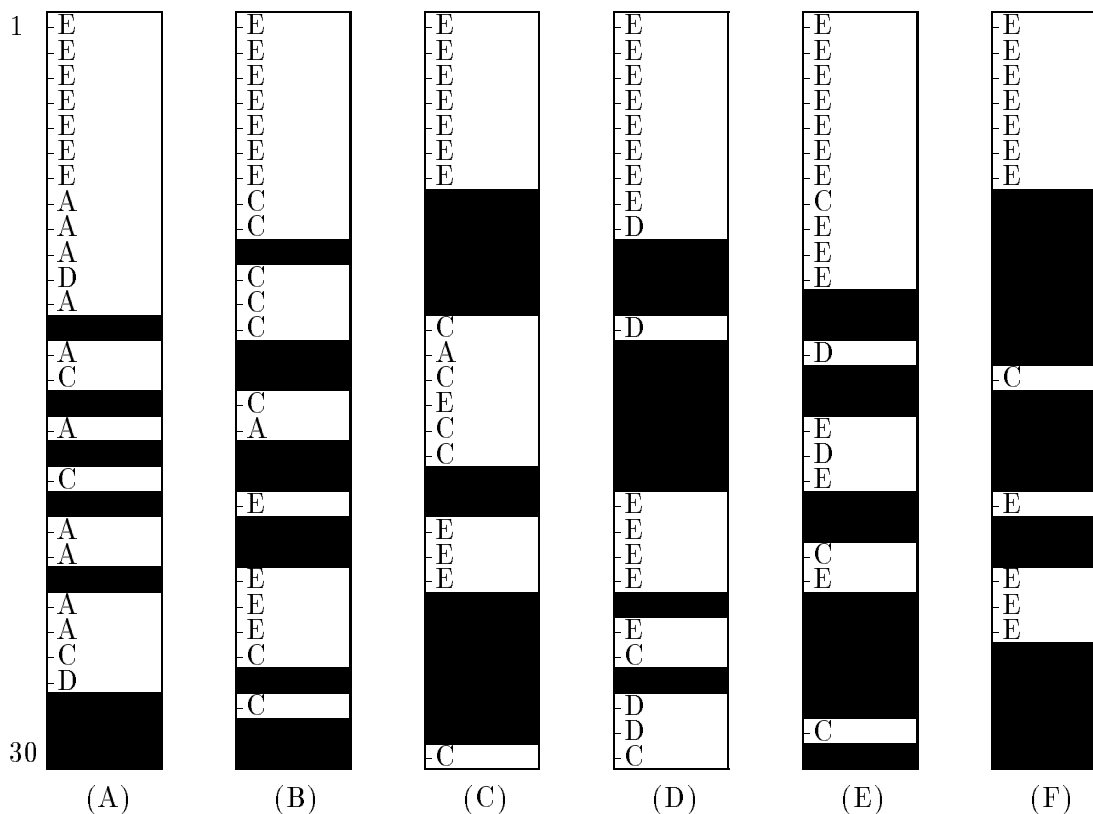 1 E E E E E E
E E E E E E
E E E E E E
E E E E E E
E E E E E E
E E E E E E
E E E E E E
A C E C
A C D E
A E
D C E
A
C C D
A A D
C C C
C E
A A C E
C D
C E
E E E
A E E
A E E C
E E E E E
A E E
A E E E
C C C
D
C D
D C
30 C C
(A) (B) (C) (D) (E) (F)